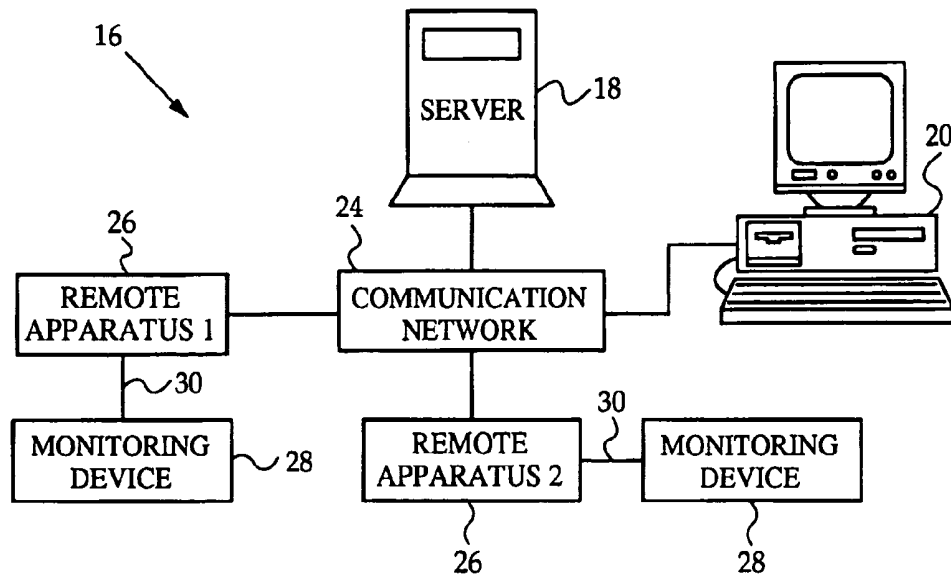 16
SERVER
18
20
24
26
REMOTE
APPARATUS 1
COMMUNICATION
NETWORK
30
MONITORING
DEVICE
28
REMOTE
APPARATUS 2
30
MONITORING
DEVICE
26
28